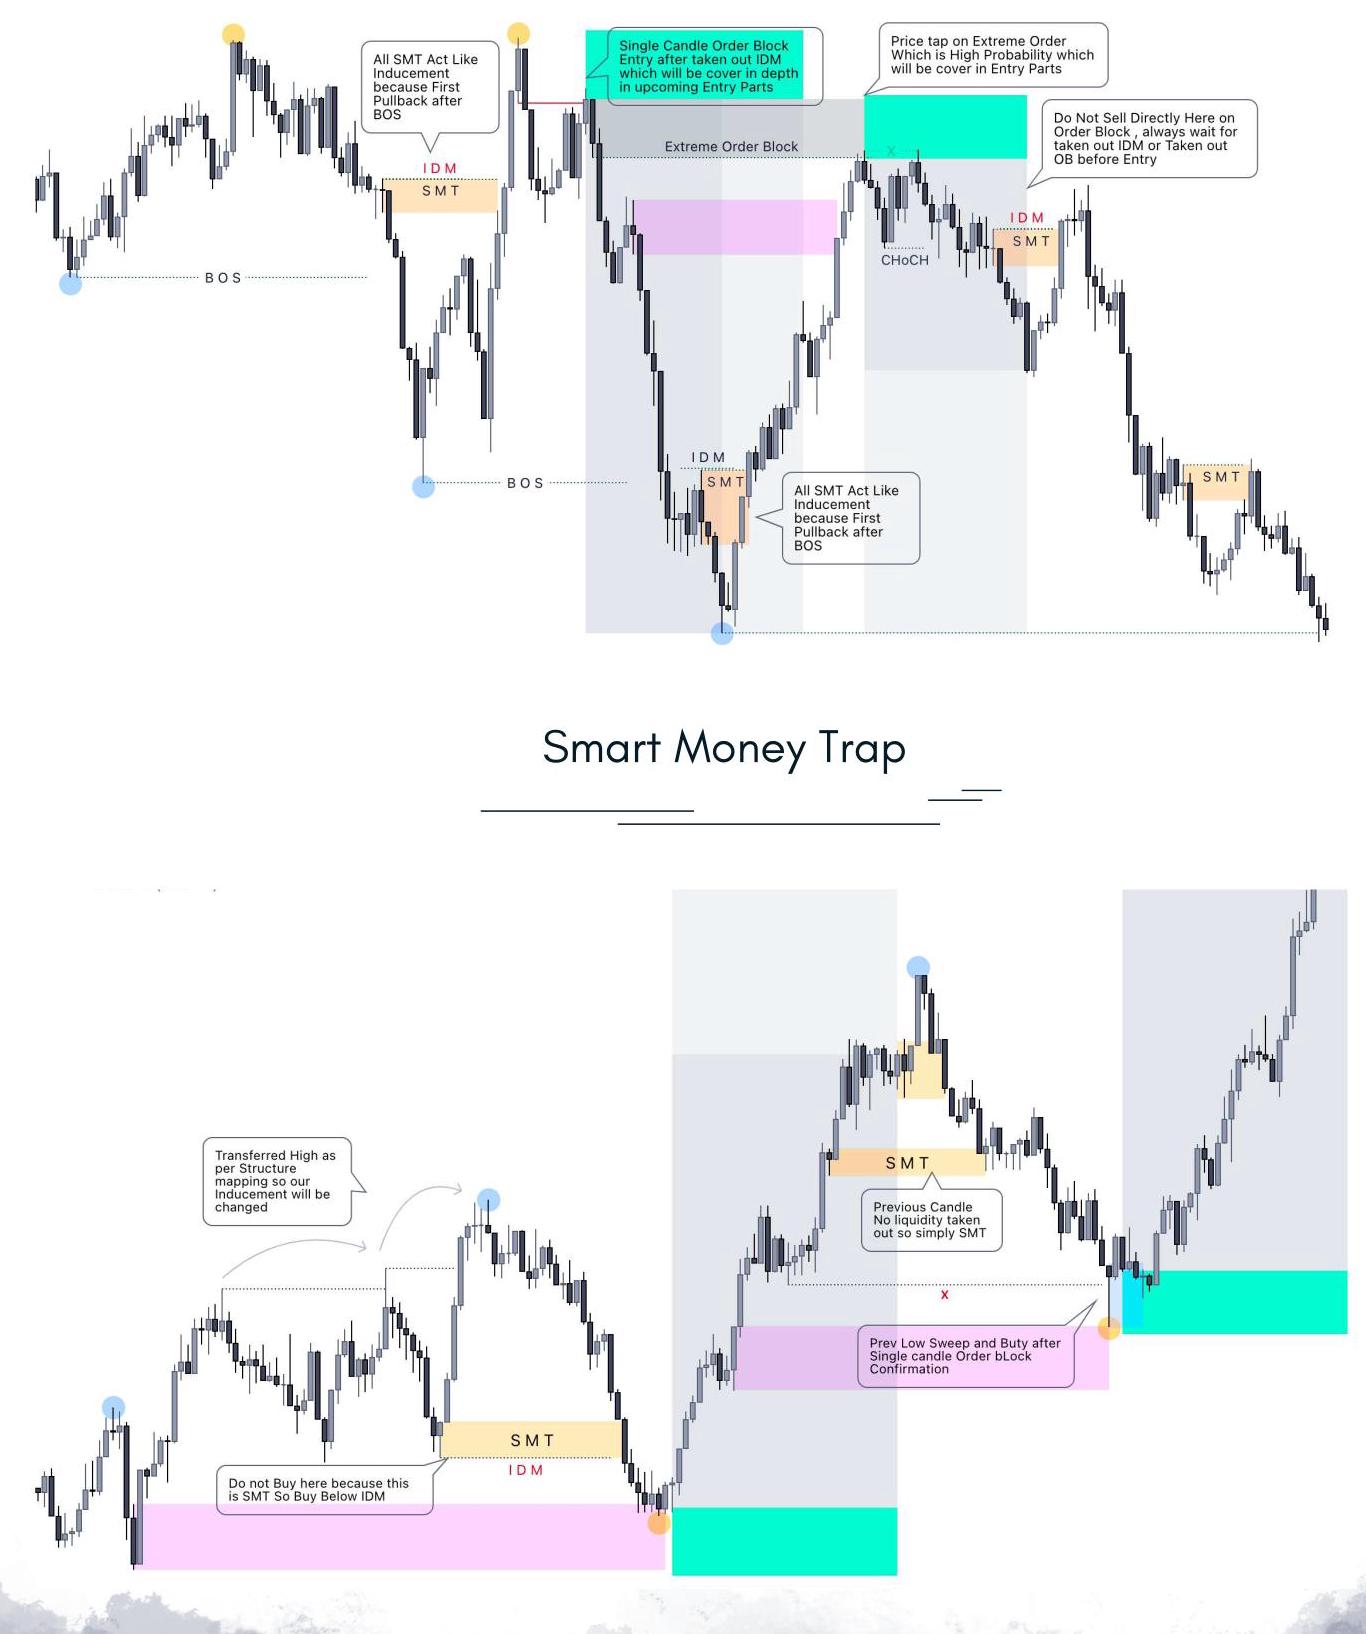 All SMT Act Like
Inducement
because First
Pullback after
BOS
IDM
SMT
BOS
BOS
Single Candle Order Block
Entry after taken out IDM
which will be cover in depth
in upcoming Entry Parts
Extreme Order Block
Price tap on Extreme Order
Which is High Probability which
will be cover in Entry Parts
X
CHoCH
Do Not Sell Directly Here on
Order Block , always wait for
taken out IDM or Taken out
OB before Entry
IDM
SMT
IDM
SMT
All SMT Act Like
Inducement
because First
Pullback after
BOS
SMT
Smart Money Trap
Transferred High as
per Structure
mapping so our
Inducement will be
changed
SMT
IDM
Do not Buy here because this
is SMT So Buy Below IDM
SMT
Previous Candle
No liquidity taken
out so simply SMT
x
Prev Low Sweep and Buty after
Single candle Order bLock
Confirmation